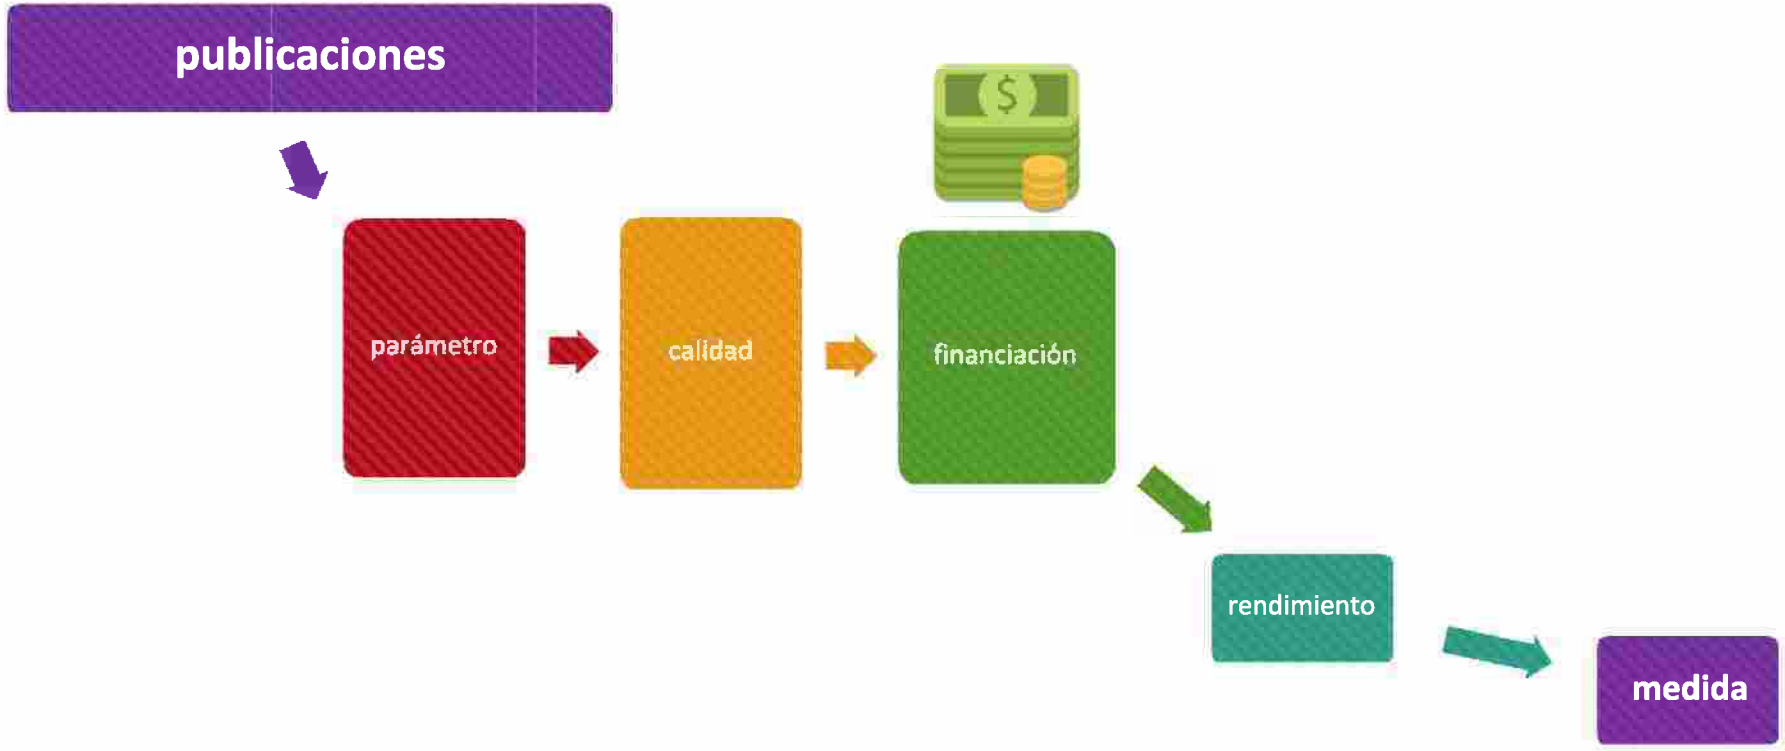 publicaciones
$
parámetro
calidad
financiación
rendimiento
medida